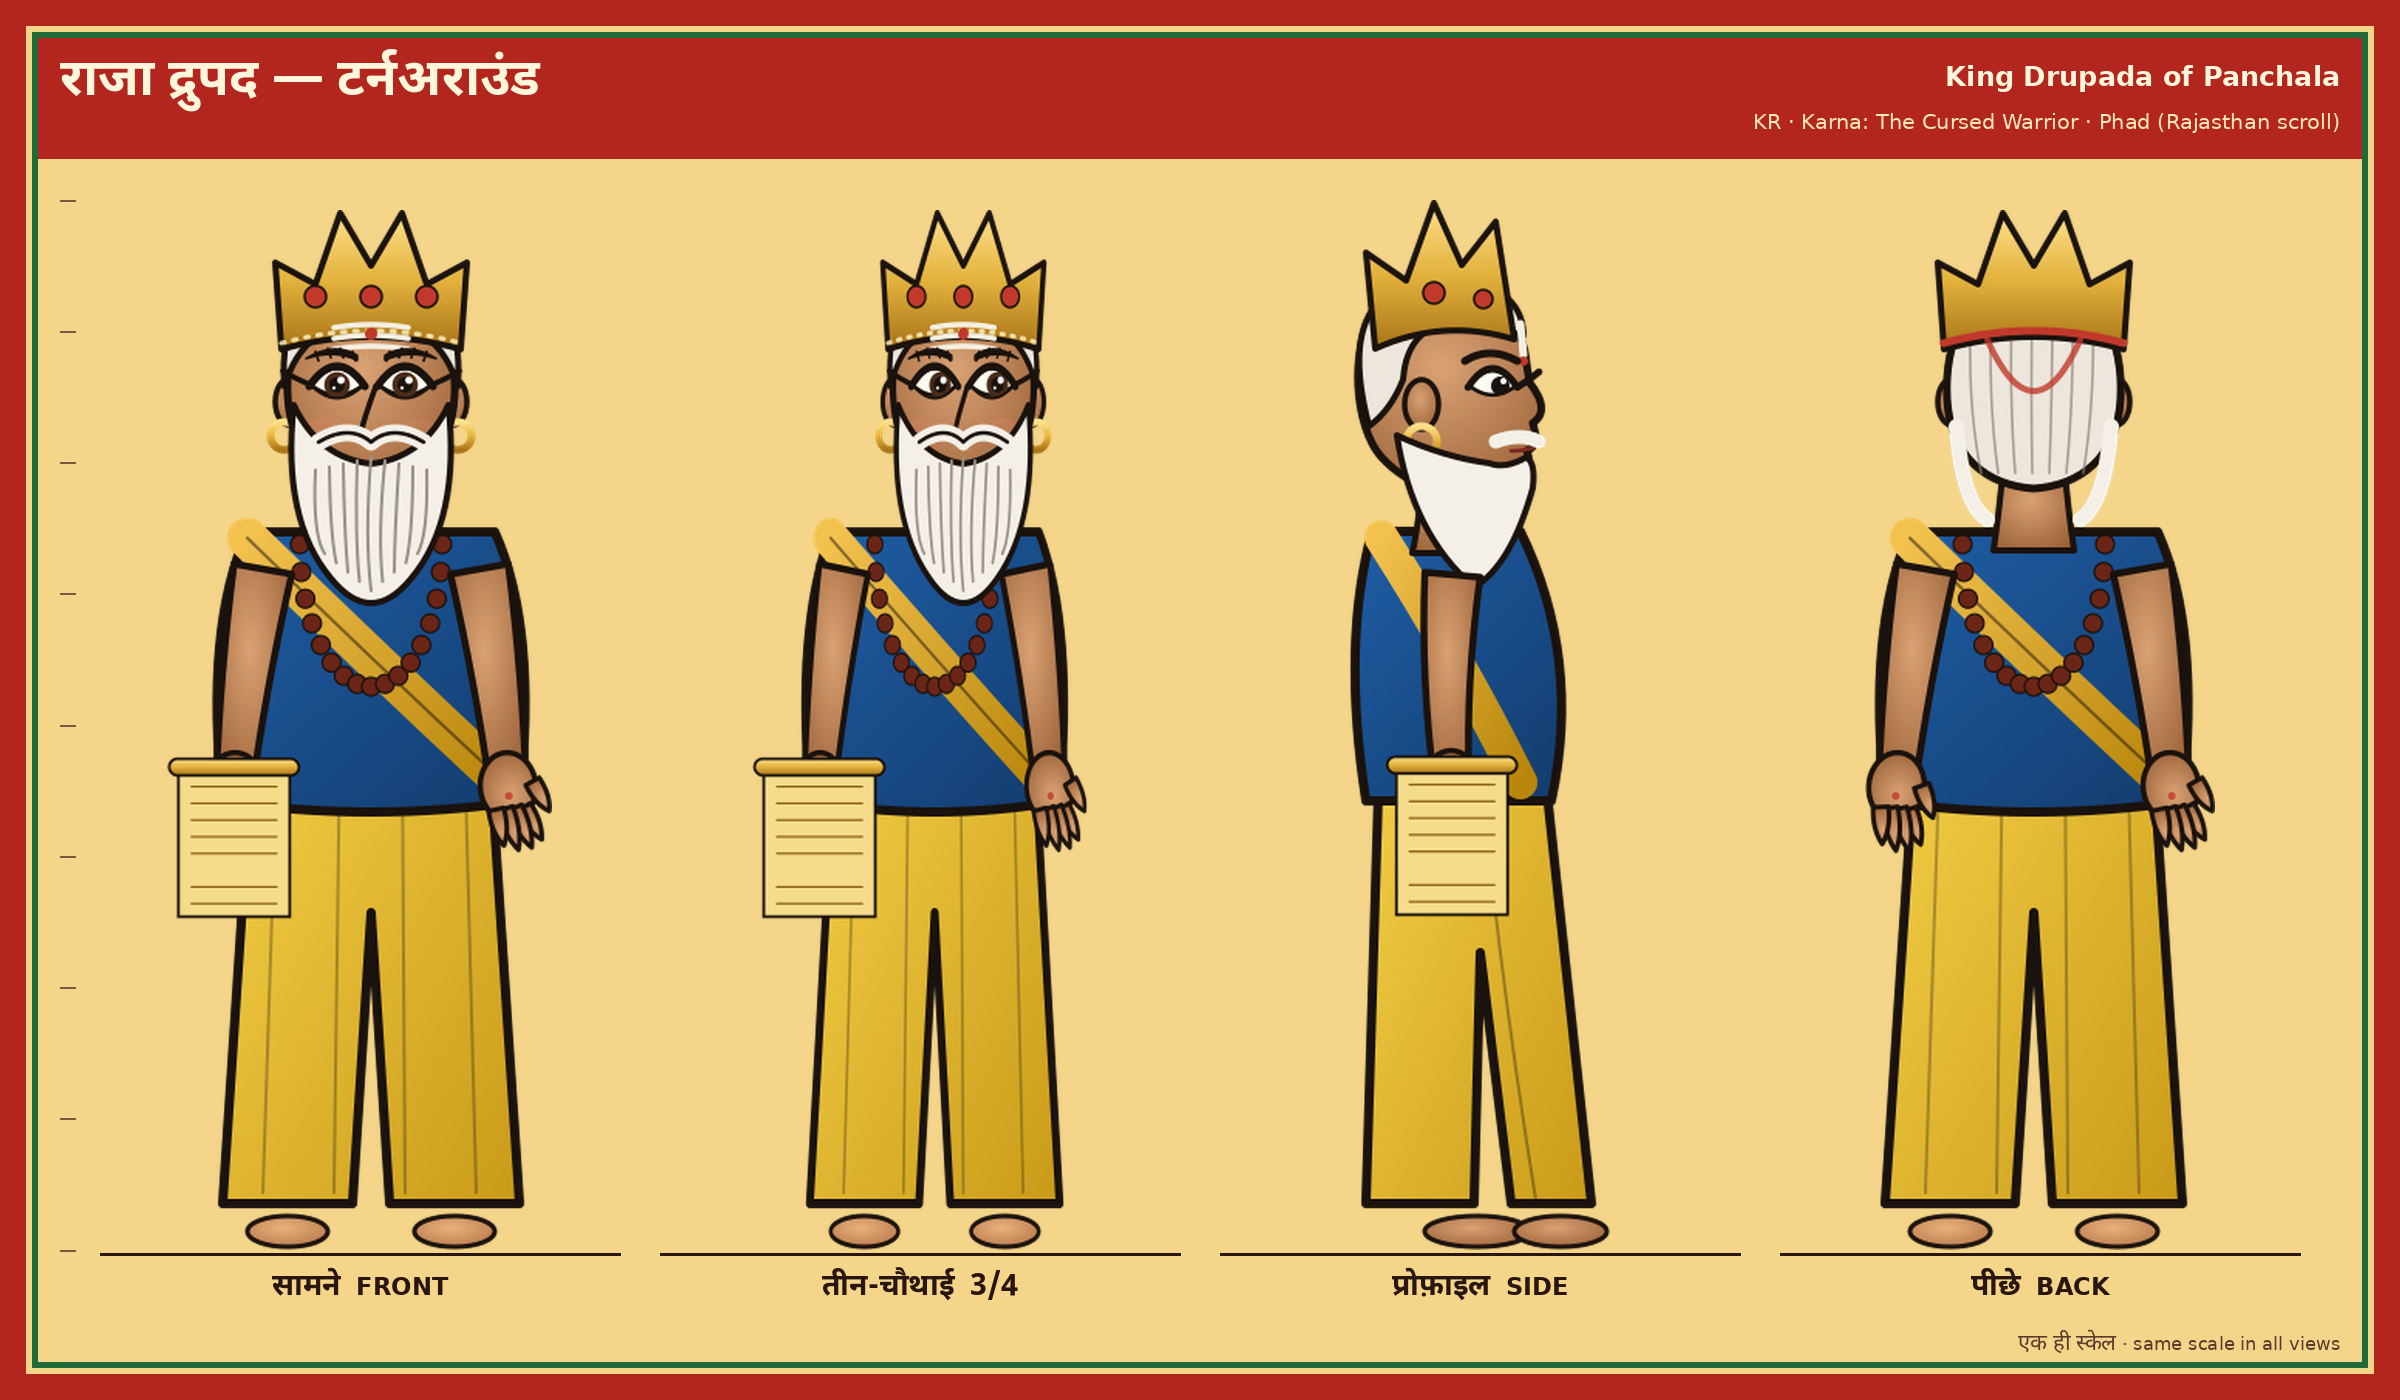 राजा द्रुपद — टर्नअराउंड
King Drupada of Panchala
KR · Karna: The Cursed Warrior · Phad (Rajasthan scroll)
सामने FRONT
तीन-चौथाई 3/4
प्रोफ़ाइल SIDE
पीछे BACK
एक ही स्केल · same scale in all views